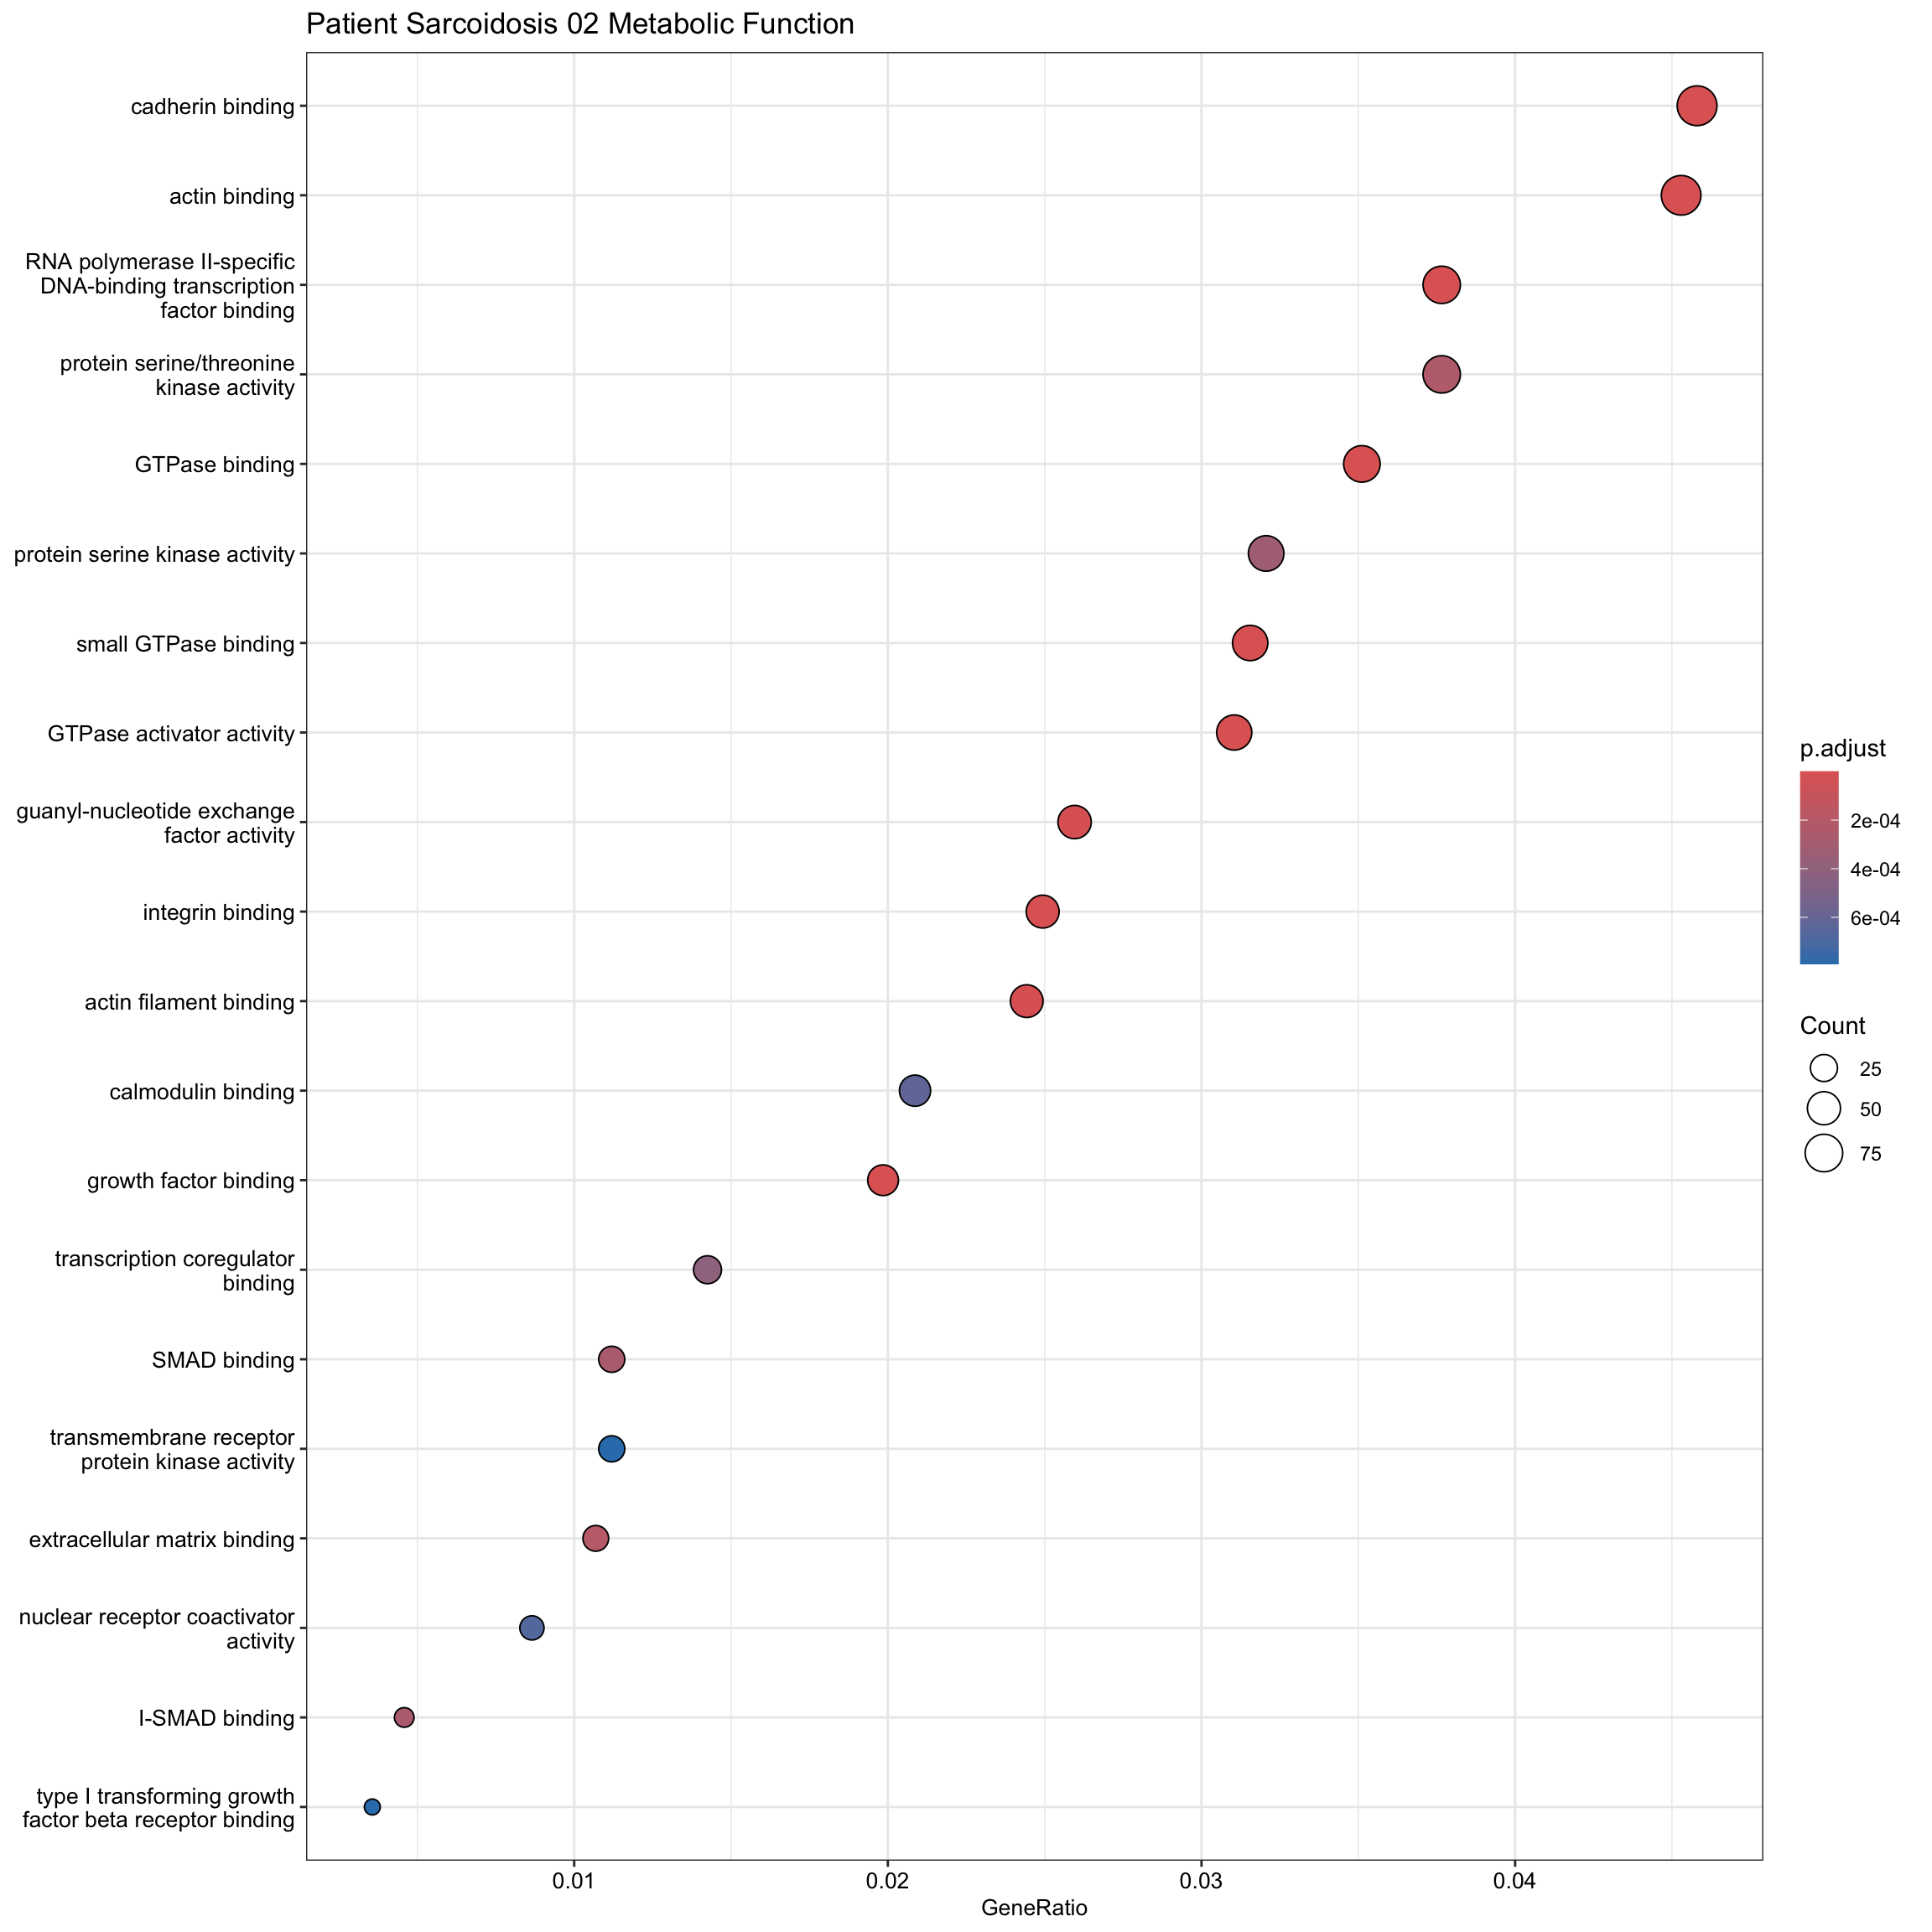 Patient Sarcoidosis 02 Metabolic Function
cadherin binding
actin binding
RNA polymerase II-specific
DNA-binding transcription
factor binding
protein serine/threonine
kinase activity
GTPase binding
protein serine kinase activity
small GTPase binding
GTPase activator activity
guanyl-nucleotide exchange
factor activity
integrin binding
actin filament binding
calmodulin binding
growth factor binding
transcription coregulator
binding
SMAD binding
transmembrane receptor
protein kinase activity
extracellular matrix binding
nuclear receptor coactivator
activity
I-SMAD binding
type I transforming growth
factor beta receptor binding
0.01
0.02
0.03
0.04
GeneRatio
p.adjust
2e-04
4e-04
6e-04
Count
25
50
75